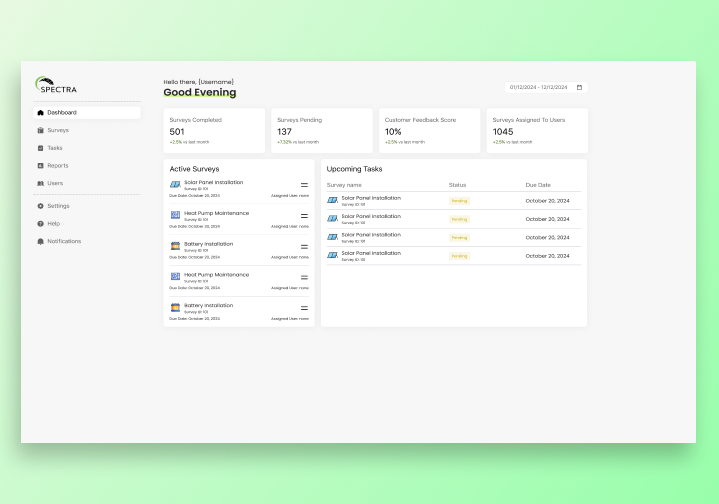 SPECTRA
Dashboard
Surveys
Tasks
Reports
Users
Settings
Help
Notifications
Hello there, {Username}
Good Evening
01/12/2024 - 12/12/2024
Surveys Completed
501
+2.5% vs last month
Surveys Pending
137
+7.32% vs last month
Customer Feedback Score
10%
+2.5% vs last month
Surveys Assigned To Users
1045
+2.5% vs last month
Active Surveys
Solar Panel Installation
Survey ID: 101
Due Date: October 20, 2024 Assigned User: none
Heat Pump Maintenance
Survey ID: 101
Due Date: October 20, 2024 Assigned User: none
Battery Installation
Survey ID: 101
Due Date: October 20, 2024 Assigned User: none
Heat Pump Maintenance
Survey ID: 101
Due Date: October 20, 2024 Assigned User: none
Battery Installation
Survey ID: 101
Due Date: October 20, 2024 Assigned User: none
Upcoming Tasks
Survey name Status Due Date
Solar Panel Installation Pending October 20, 2024
Survey ID: 101
Solar Panel Installation Pending October 20, 2024
Survey ID: 101
Solar Panel Installation Pending October 20, 2024
Survey ID: 101
Solar Panel Installation Pending October 20, 2024
Survey ID: 101